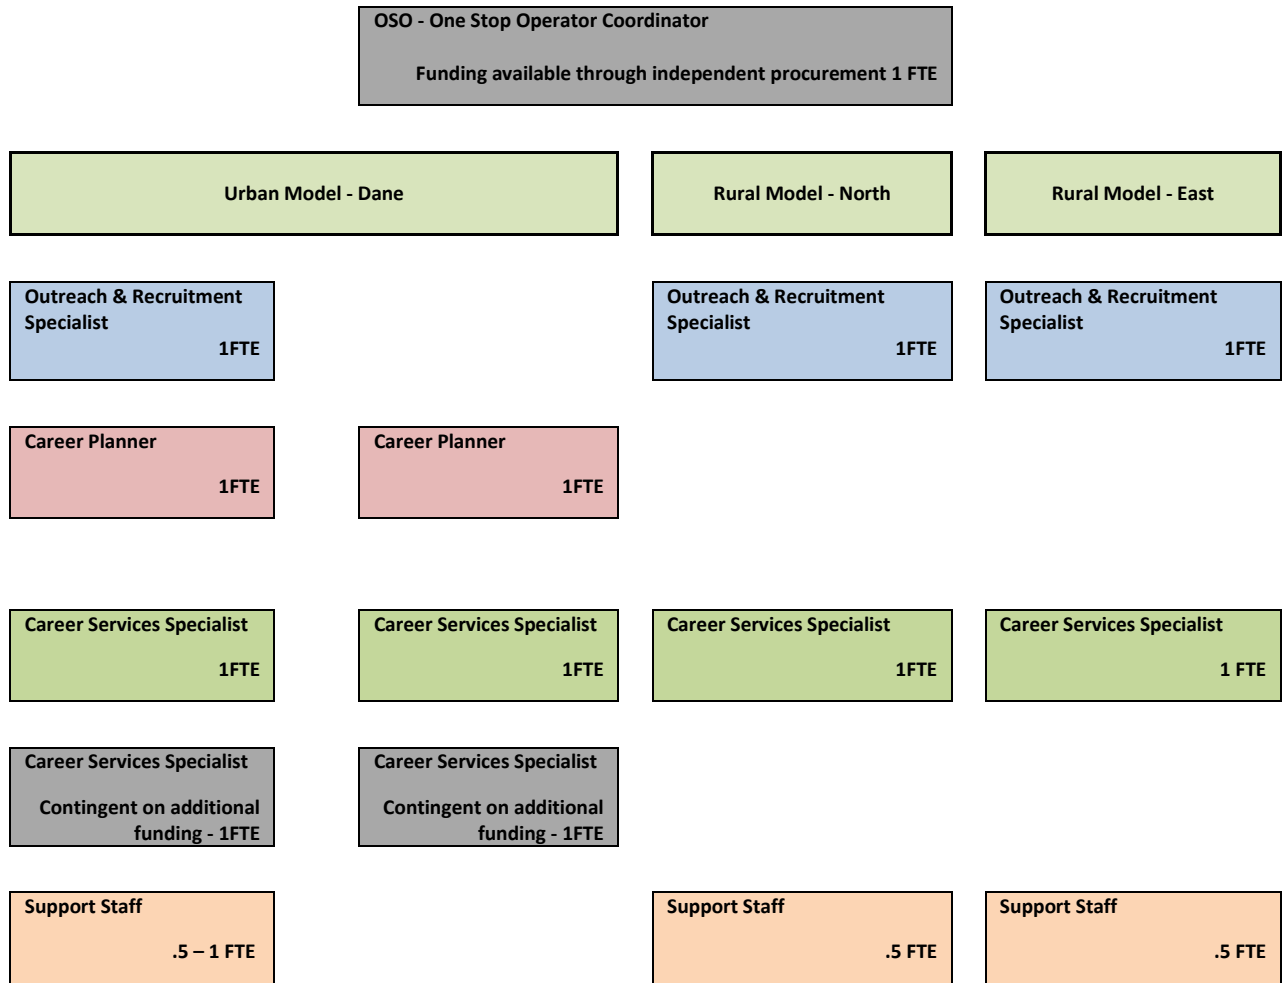 OSO - One Stop Operator Coordinator
Funding available through independent procurement 1 FTE
Urban Model - Dane
Rural Model - North
Rural Model - East
Outreach & Recruitment
Specialist
1FTE
Outreach & Recruitment
Specialist
1FTE
Outreach & Recruitment
Specialist
1FTE
Career Planner
1FTE
Career Planner
1FTE
Career Services Specialist
1FTE
Career Services Specialist
1FTE
Career Services Specialist
1FTE
Career Services Specialist
1 FTE
Career Services Specialist
Contingent on additional
funding - 1FTE
Career Services Specialist
Contingent on additional
funding - 1FTE
Support Staff
.5 – 1 FTE
Support Staff
.5 FTE
Support Staff
.5 FTE